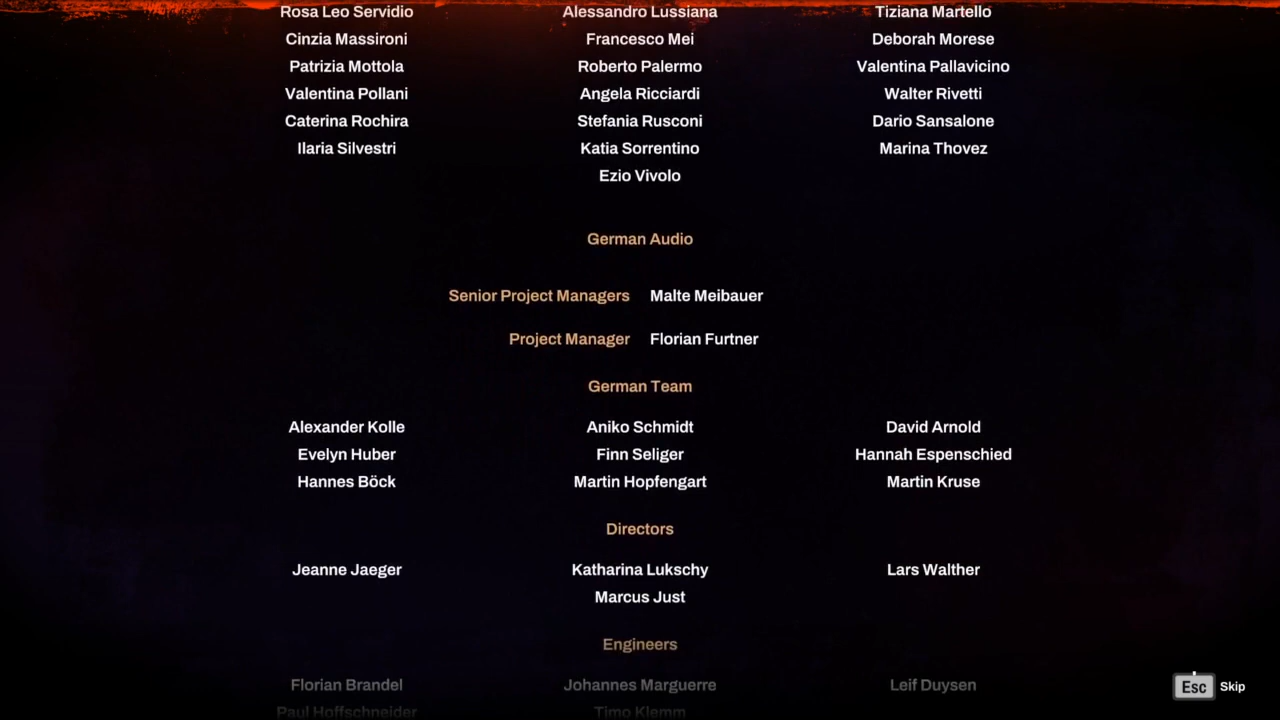 Rosa Leo Servidio Alessandro Lussiana Tiziana Martello
Cinzia Massironi Francesco Mei Deborah Morese
Patrizia Mottola Roberto Palermo Valentina Pallavicino
Valentina Pollani Angela Ricciardi Walter Rivetti
Caterina Rochira Stefania Rusconi Dario Sansalone
Ilaria Silvestri Katia Sorrentino Marina Thovez
Ezio Vivolo
German Audio
Senior Project Managers Malte Meibauer
Project Manager Florian Furtner
German Team
Alexander Kolle Aniko Schmidt David Arnold
Evelyn Huber Finn Seliger Hannah Espenschied
Hannes Böck Martin Hopfengart Martin Kruse
Directors
Jeanne Jaeger Katharina Lukschy Lars Walther
Marcus Just
Engineers
Florian Brandel Johannes Marguerre Leif Duysen
Paul Hoffschneider Timo Klemm
Esc Skip